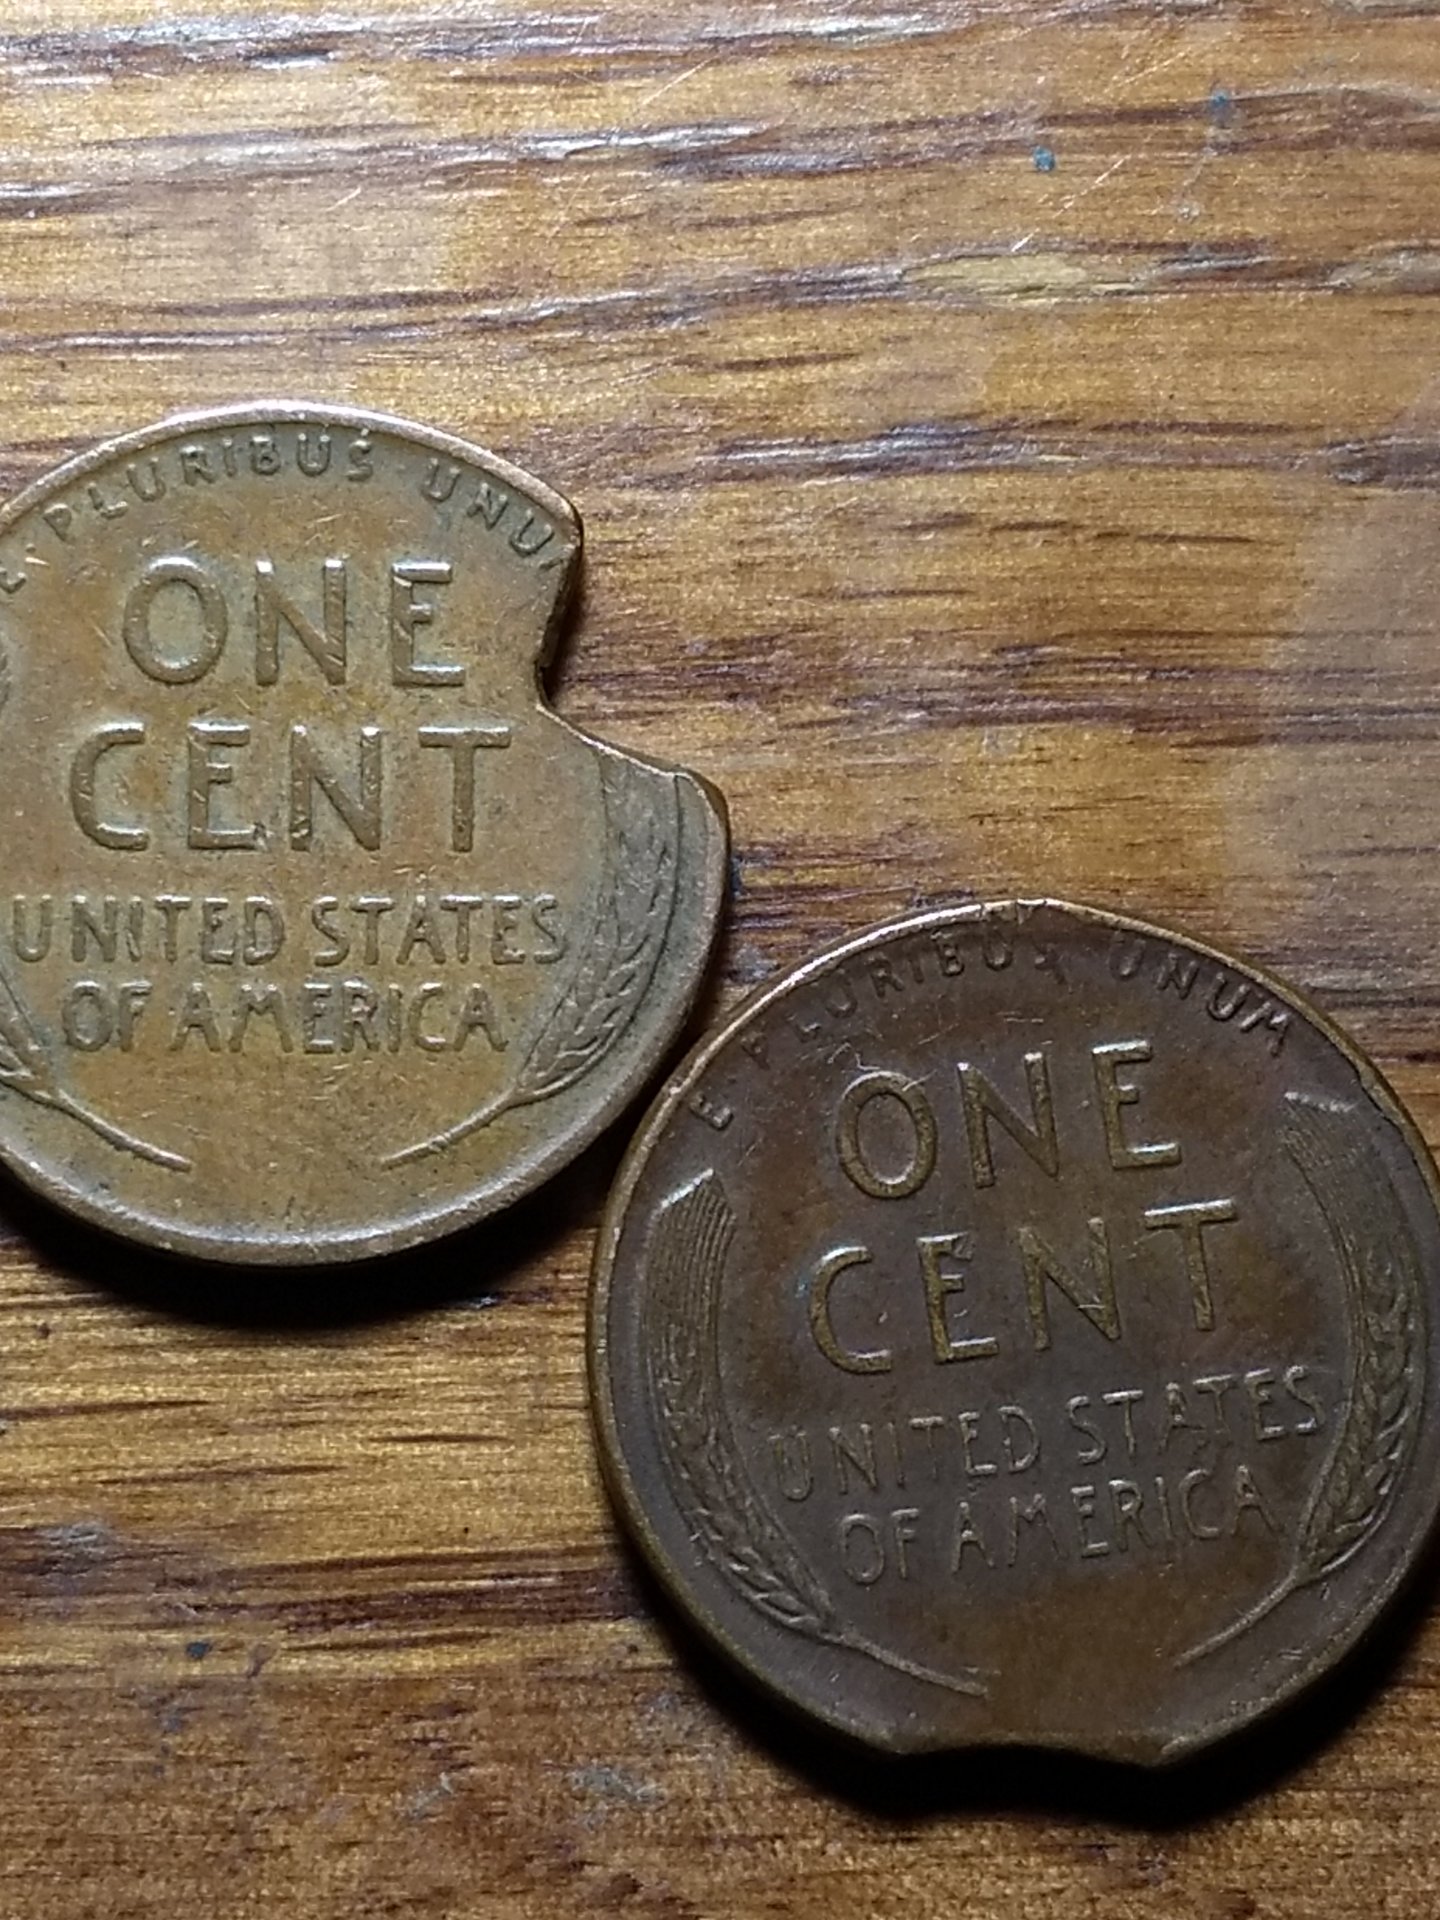 E PLURIBUS UNU
ONE
CENT
UNITED STATES
OF AMERICA
E PLURIBUS UNUM
ONE
CENT
UNITED STATES
OF AMERICA